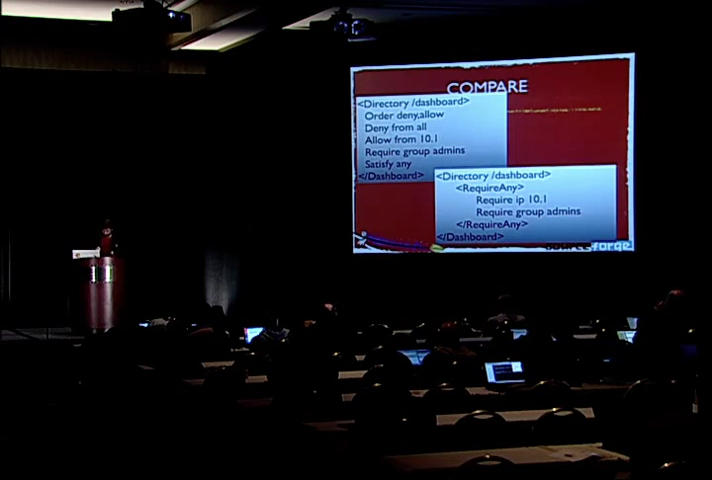 COMPARE
<Directory /dashboard>
Order deny,allow
Deny from all
Allow from 10.1
Require group admins
Satisfy any
</Dashboard>
<Directory /dashboard>
<RequireAny>
Require ip 10.1
Require group admins
</RequireAny>
</Dashboard>
sourceforge